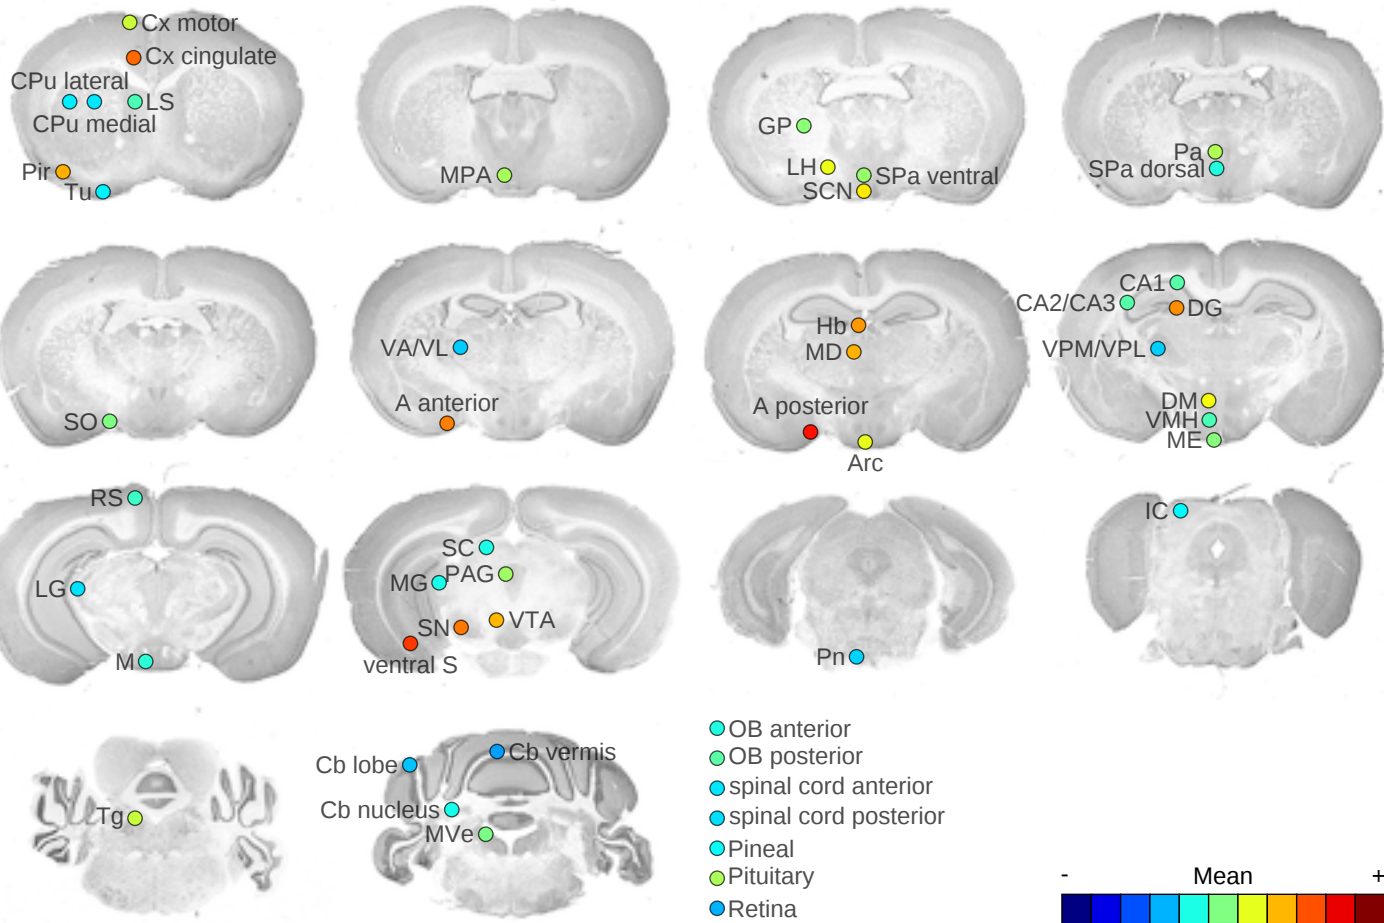 Cx motor
Cx cingulate
CPu lateral
LS
CPu medial
Pir
Tu
MPA
GP
LH
SPa ventral
SCN
Pa
SPa dorsal
SO
VA/VL
A anterior
Hb
MD
A posterior
Arc
CA1
CA2/CA3
DG
VPM/VPL
DM
VMH
ME
RS
LG
M
SC
MG
PAG
SN
VTA
ventral S
Pn
IC
Tg
Cb lobe
Cb vermis
Cb nucleus
MVe
OB anterior
OB posterior
spinal cord anterior
spinal cord posterior
Pineal
Pituitary
Retina
- Mean +